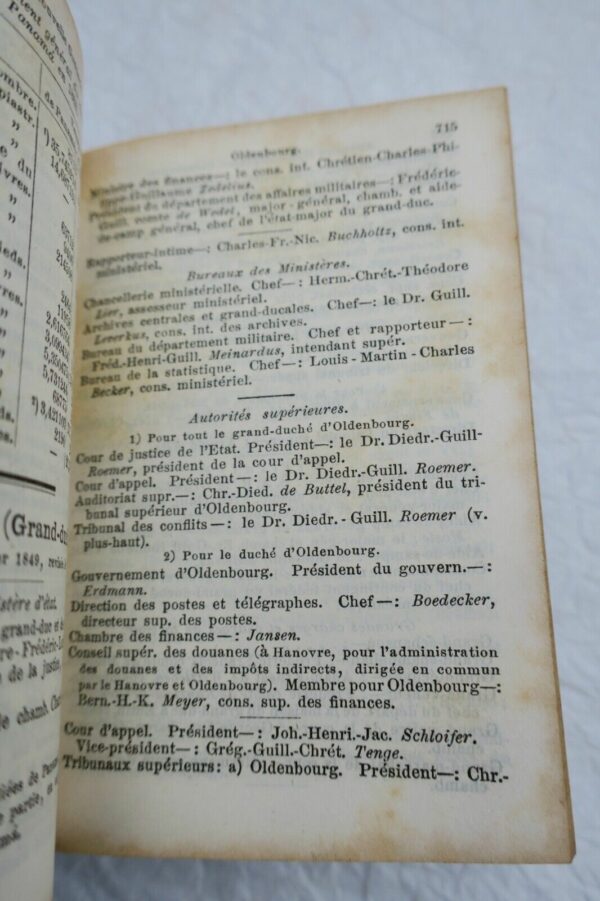 715
Oldenbourg.
Ministre des finances—: le cons. int. Chrétien-Charles-Phi-
lippe-Guillaume Zedelius.
Président du département des affaires militaires—: Frédéric-
Guill. comte de Wedel, major-général, chamb. et aide-
de-camp général, chef de l'état-major du grand-duc.
Rapporteur-intime—: Charles-Fr.-Nic. Buchholtz, cons. int.
ministériel.
Bureaux des Ministères.
Chancellerie ministérielle. Chef—: Herm.-Chrét.-Théodore
Lier, assesseur ministériel.
Archives centrales et grand-ducales. Chef—: le Dr. Guill.
Leverkus, cons. int. des archives.
Bureau du département militaire. Chef et rapporteur—:
Fréd.-Henri-Guill. Meinardus, intendant supér.
Bureau de la statistique. Chef—: Louis-Martin-Charles
Becker, cons. ministériel.
Autorités supérieures.
1) Pour tout le grand-duché d'Oldenbourg.
Cour de justice de l'Etat. Président—: le Dr. Diedr.-Guill-
Roemer, président de la cour d'appel.
Cour d'appel. Président—: le Dr. Diedr.-Guill. Roemer.
Auditoriat supr.—: Chr.-Died. de Buttel, président du tri-
bunal supérieur d'Oldenbourg.
Tribunal des conflits—: le Dr. Diedr.-Guill. Roemer (v.
plus-haut).
2) Pour le duché d'Oldenbourg.
Gouvernement d'Oldenbourg. Président du gouvern.—:
Erdmann.
Direction des postes et télégraphes. Chef—: Boedecker,
directeur sup. des postes.
Chambre des finances—: Jansen.
Conseil supér. des douanes (à Hanovre, pour l'administration
des douanes et des impôts indirects, dirigée en commun
par le Hanovre et Oldenbourg). Membre pour Oldenbourg—:
Bern.-H.-K. Meyer, cons. sup. des finances.
Cour d'appel. Président—: Joh.-Henri-Jac. Schloifer.
Vice-président—: Grég.-Guill.-Chrét. Tenge.
Tribunaux supérieurs: a) Oldenbourg. Président—: Chr.-